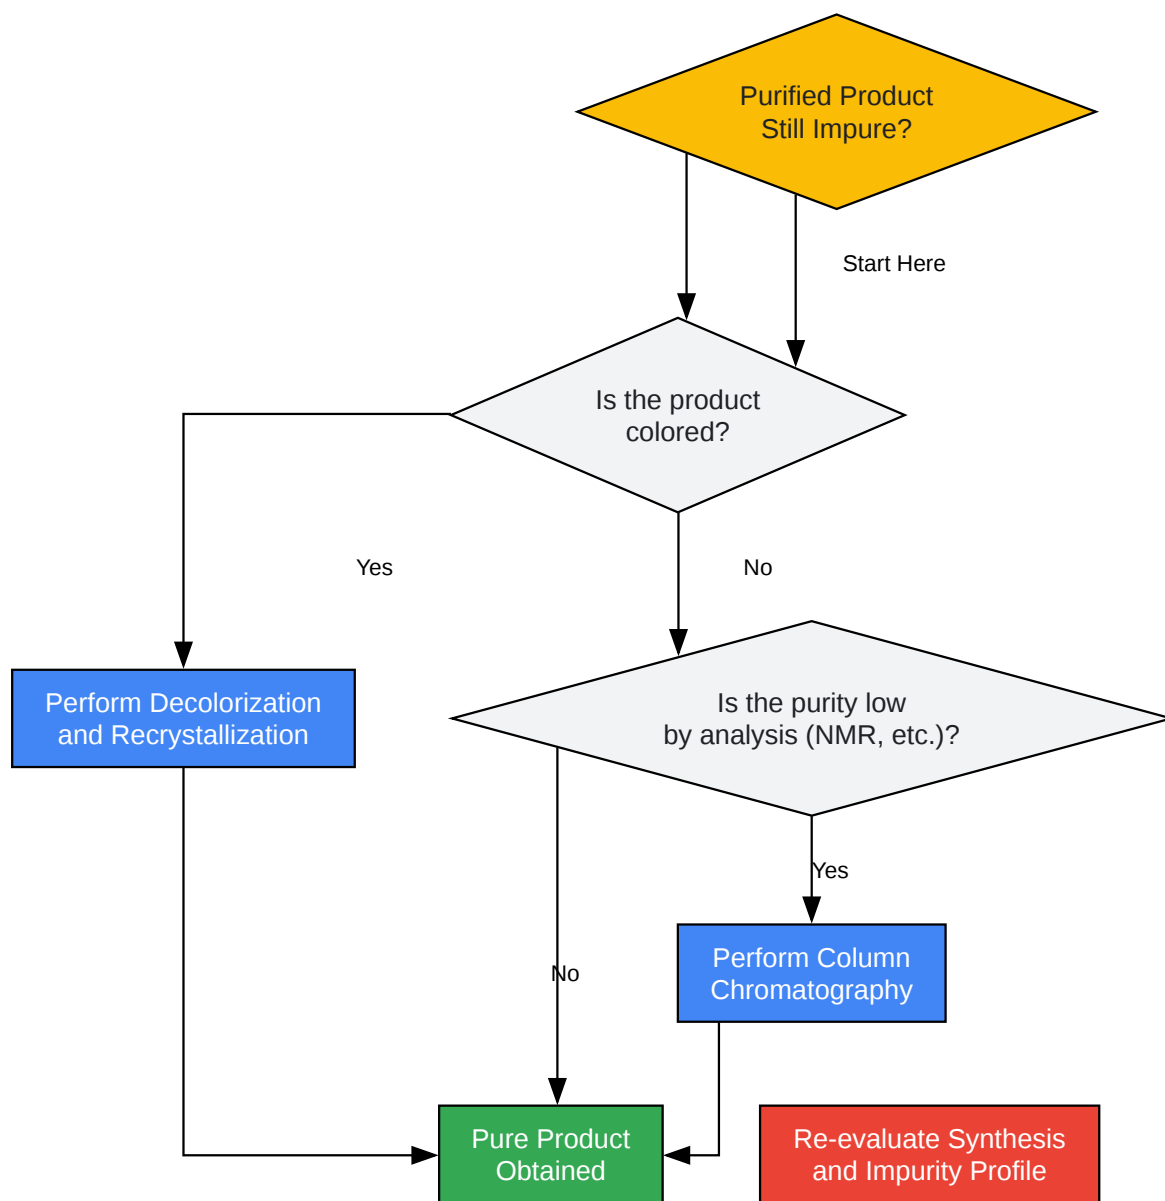 Purified Product
Still Impure?
Start Here
Is the product
colored?
Yes
No
Perform Decolorization
and Recrystallization
Is the purity low
by analysis (NMR, etc.)?
Yes
No
Perform Column
Chromatography
Pure Product
Obtained
Re-evaluate Synthesis
and Impurity Profile